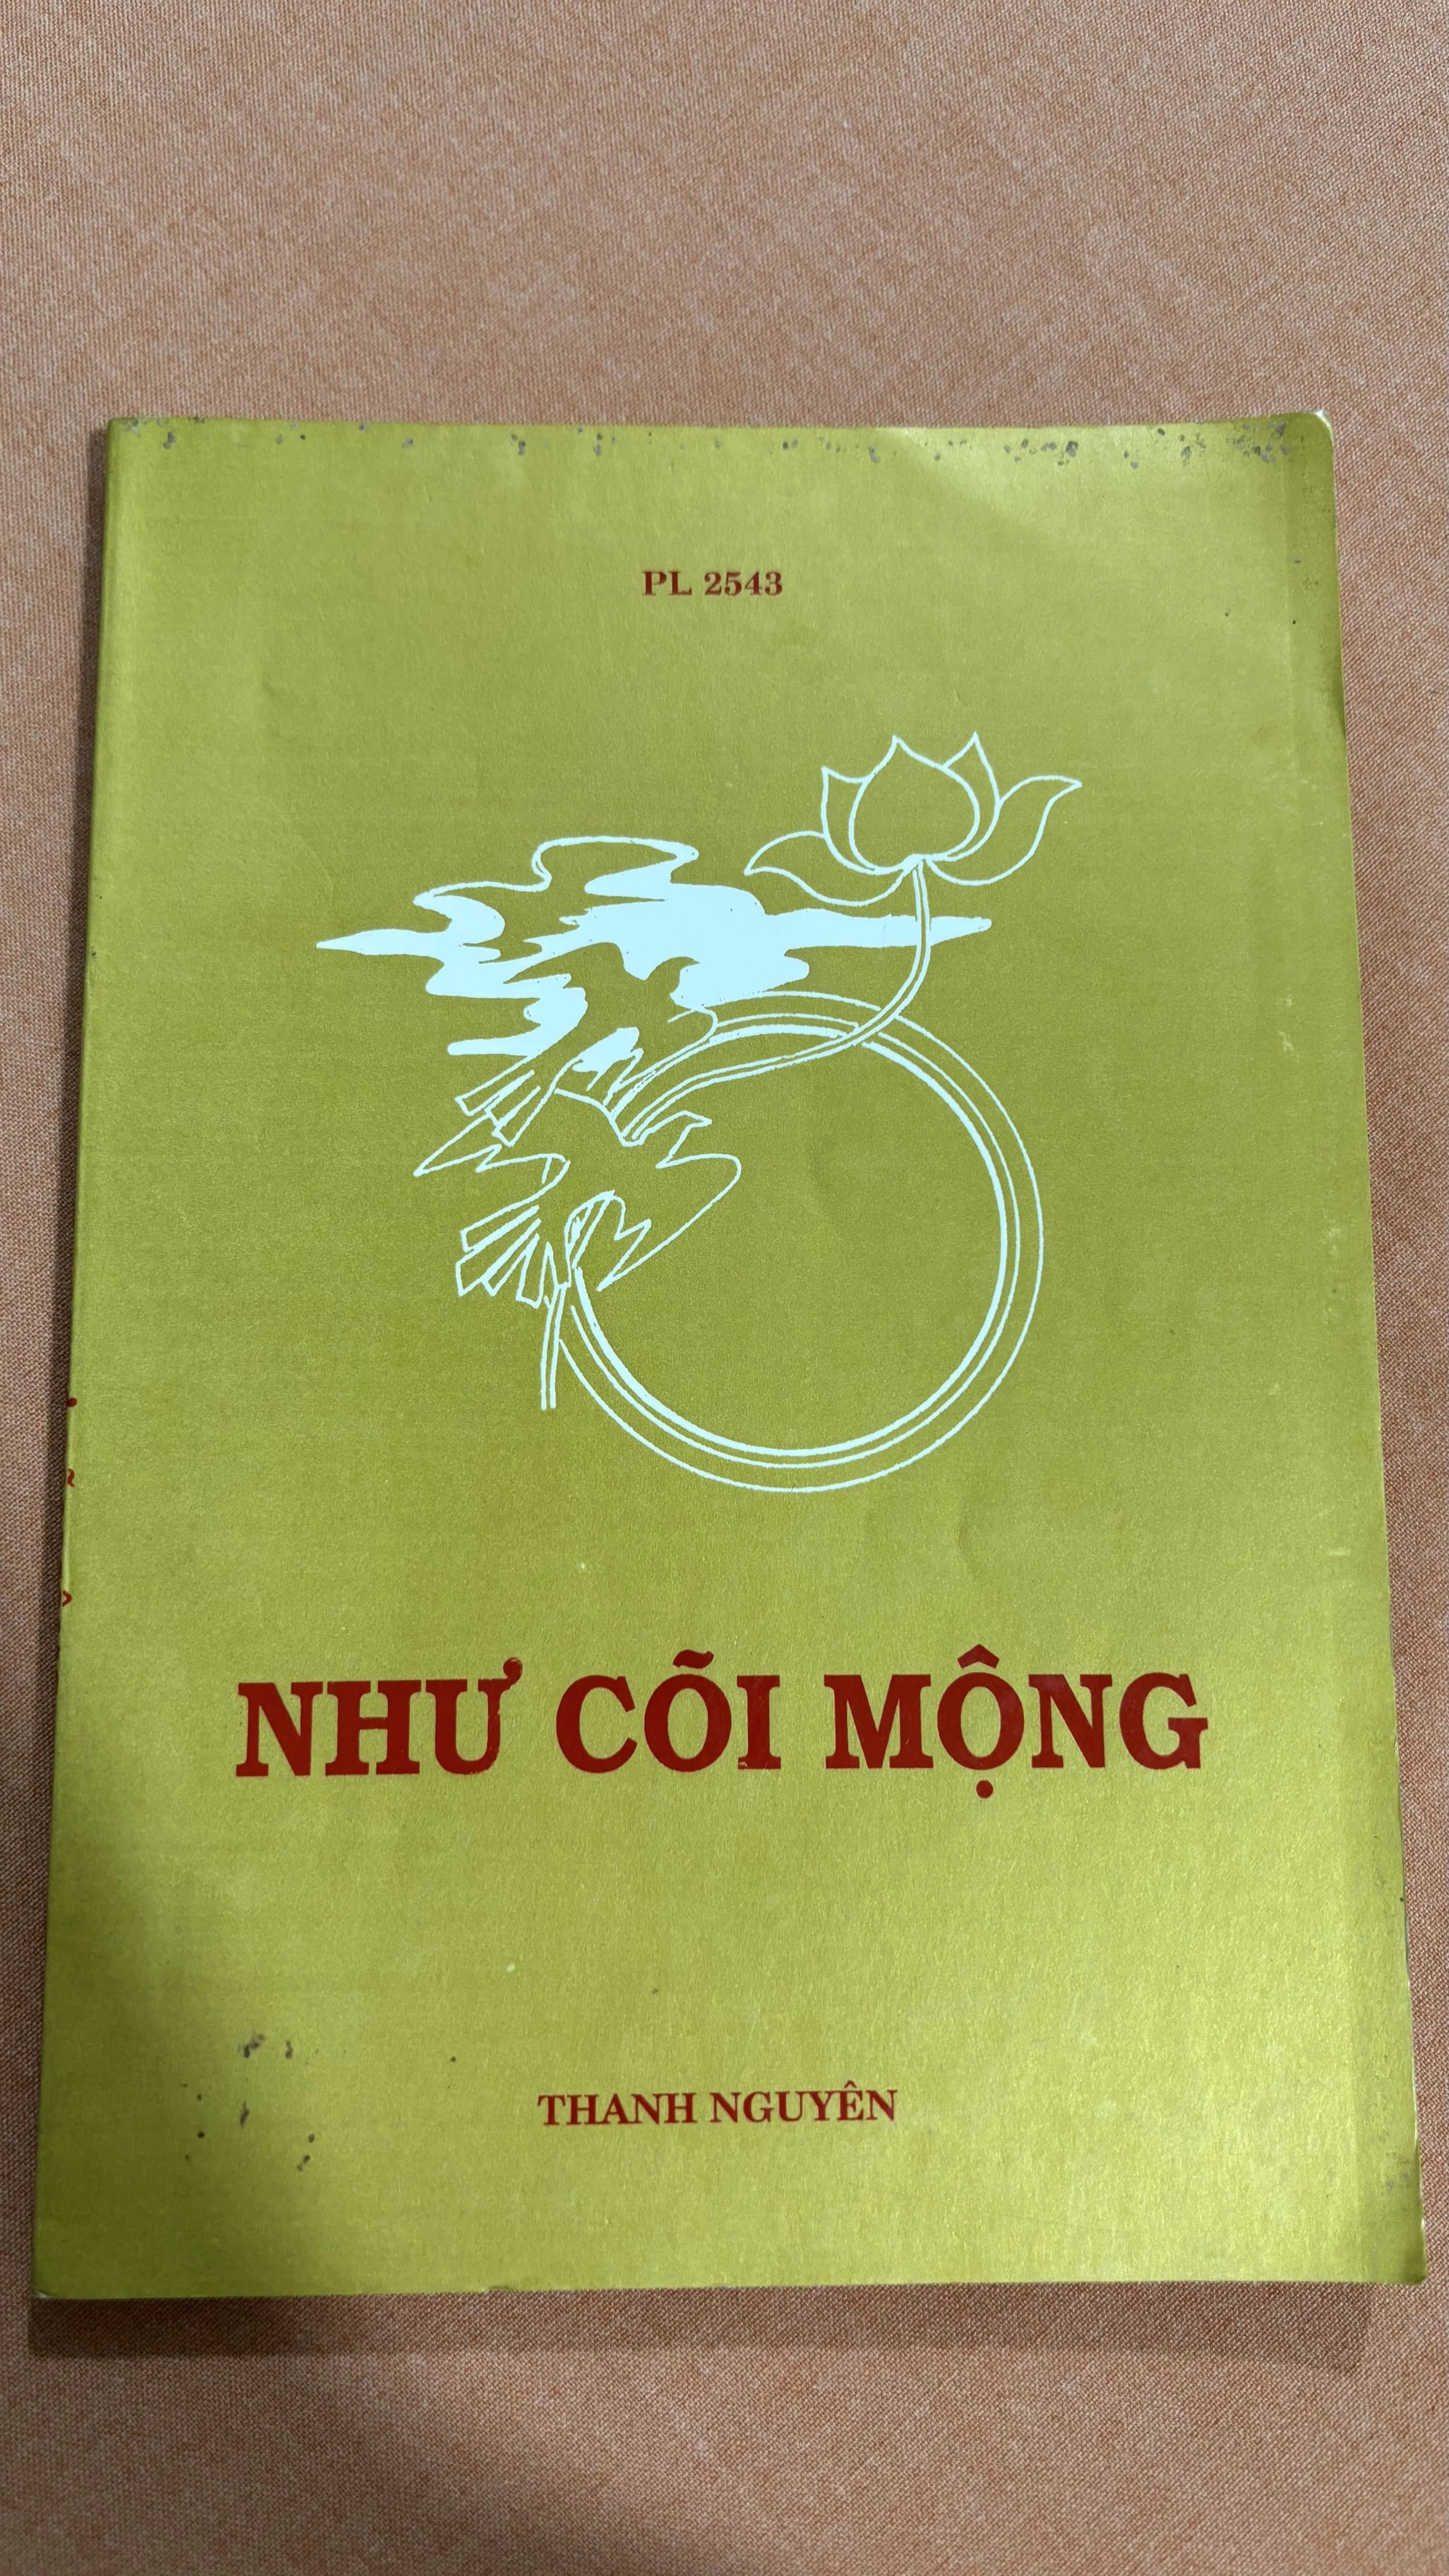 PL 2543
NHƯ CÕI MỘNG
THANH NGUYÊN